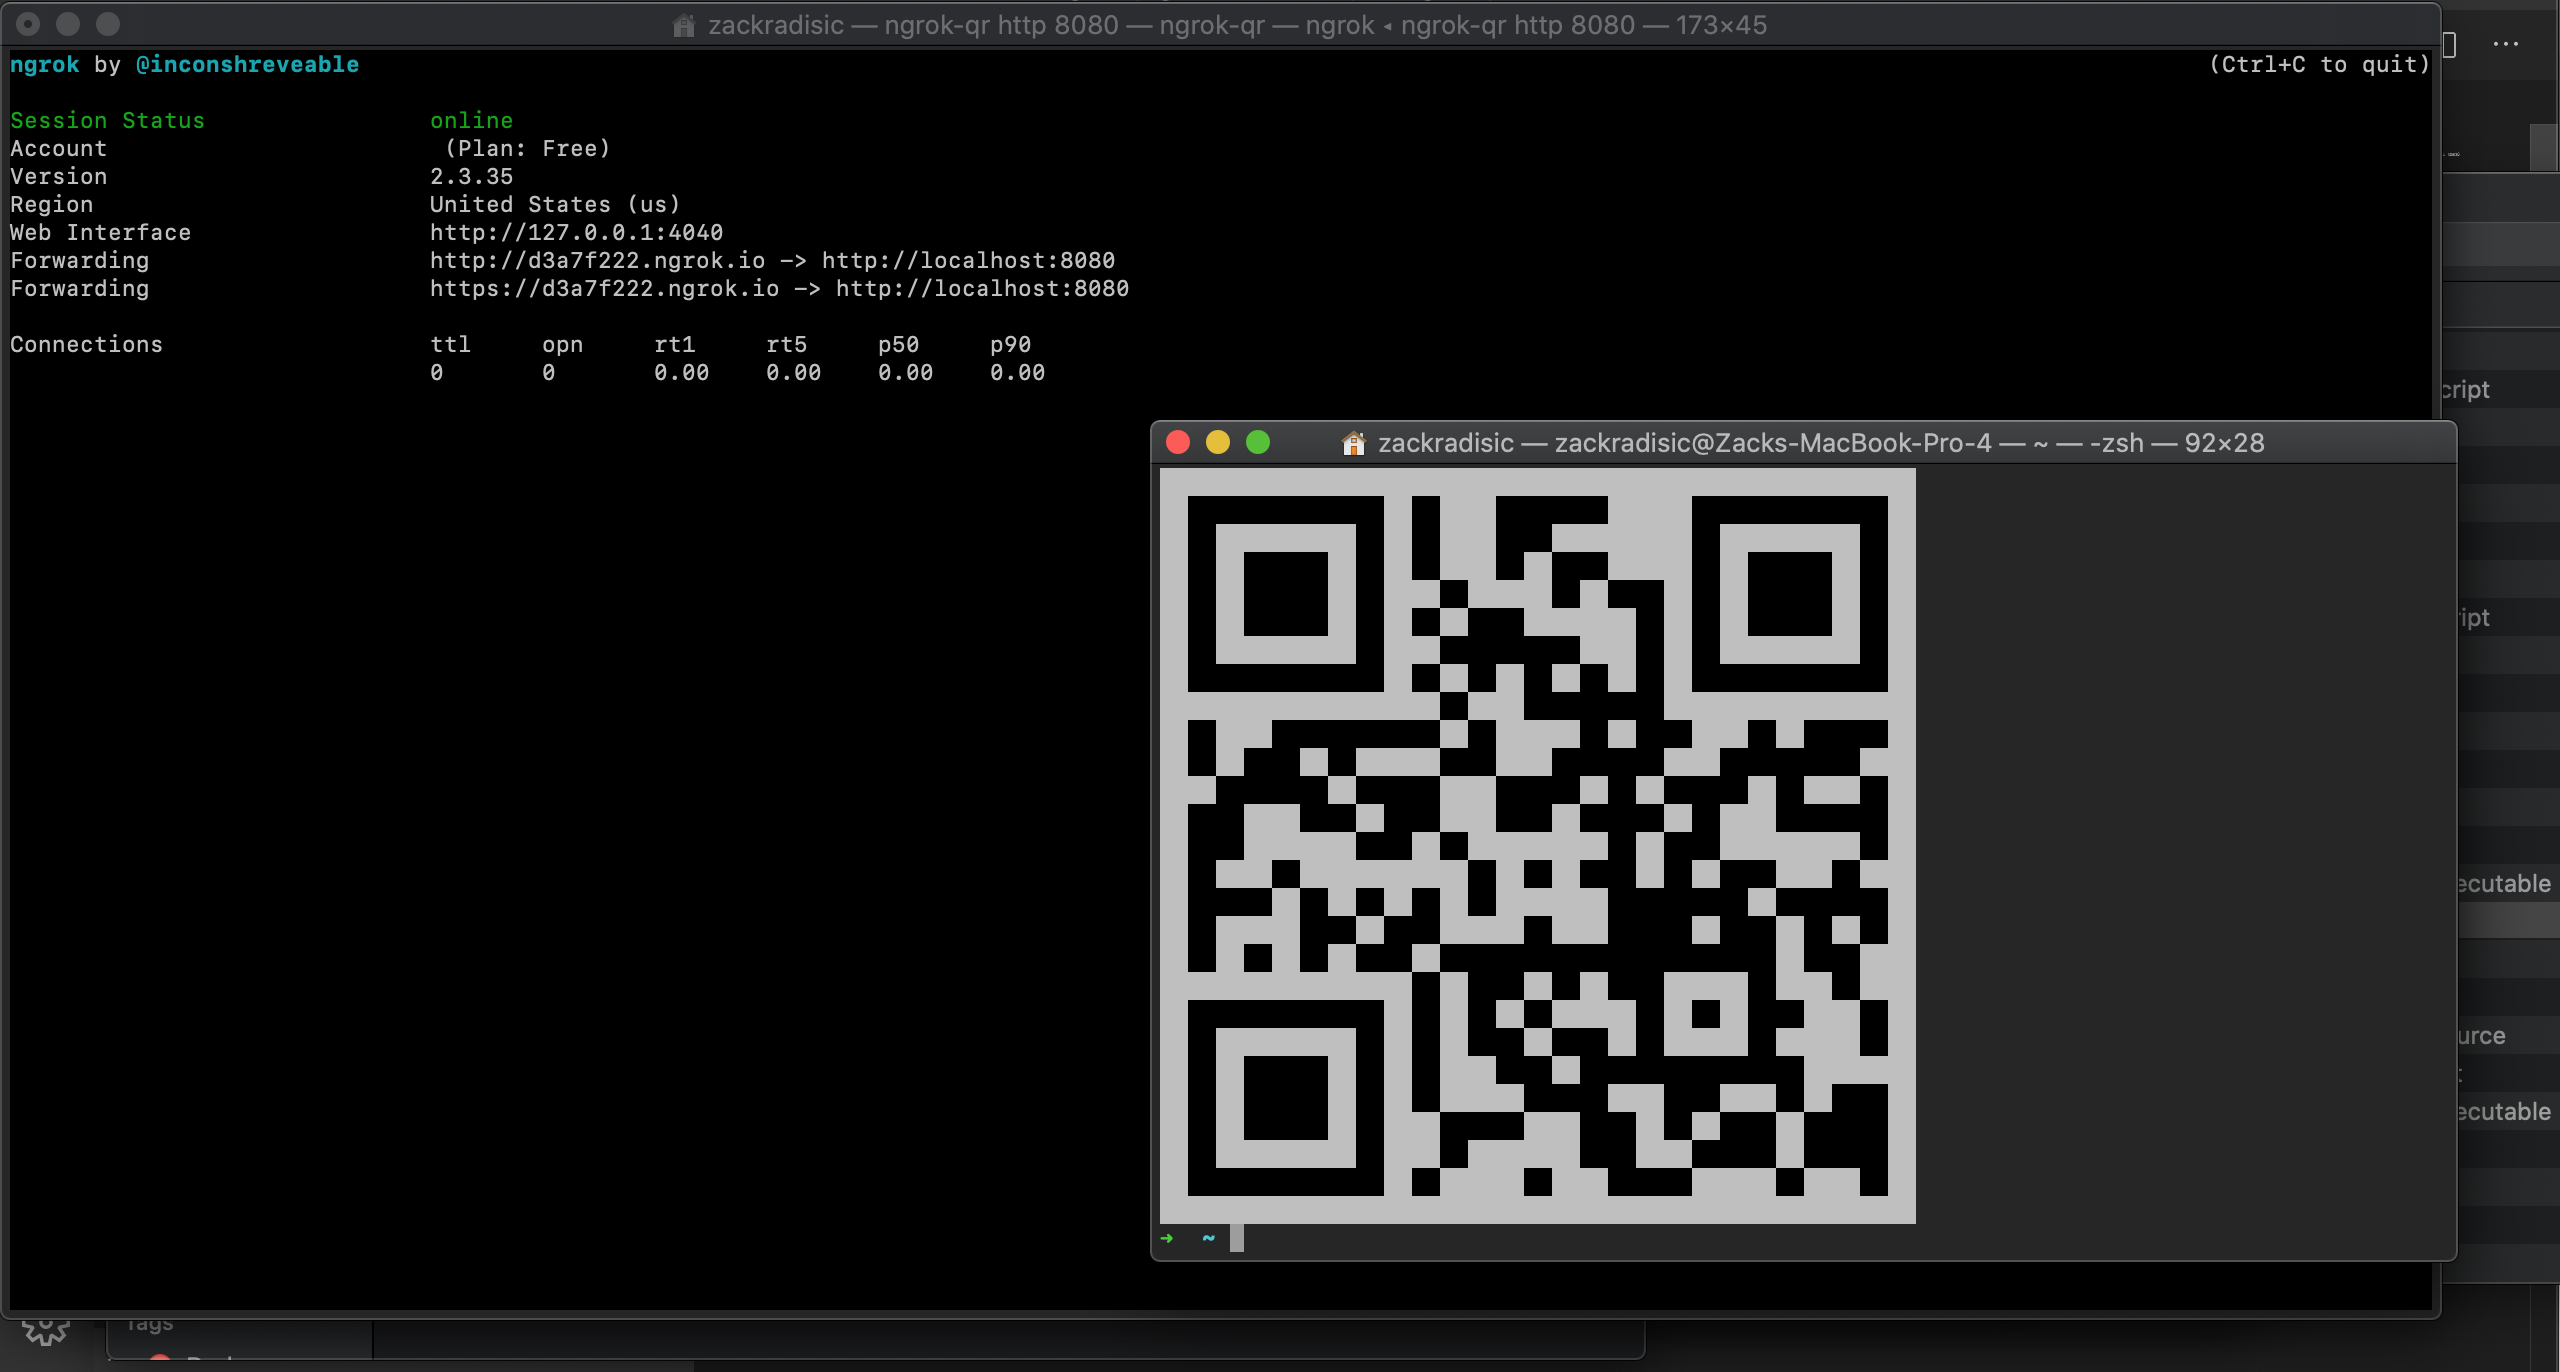 zackradisic — ngrok-qr http 8080 — ngrok-qr — ngrok ◂ ngrok-qr http 8080 — 173×45
ngrok by @inconshreveable (Ctrl+C to quit)
Session Status online
Account (Plan: Free)
Version 2.3.35
Region United States (us)
Web Interface http://127.0.0.1:4040
Forwarding http://d3a7f222.ngrok.io -> http://localhost:8080
Forwarding https://d3a7f222.ngrok.io -> http://localhost:8080
Connections ttl opn rt1 rt5 p50 p90
0 0 0.00 0.00 0.00 0.00
cript
zackradisic — zackradisic@Zacks-MacBook-Pro-4 — ~ — -zsh — 92×28
ript
ecutable
urce
ecutable
➜ ~
Tags